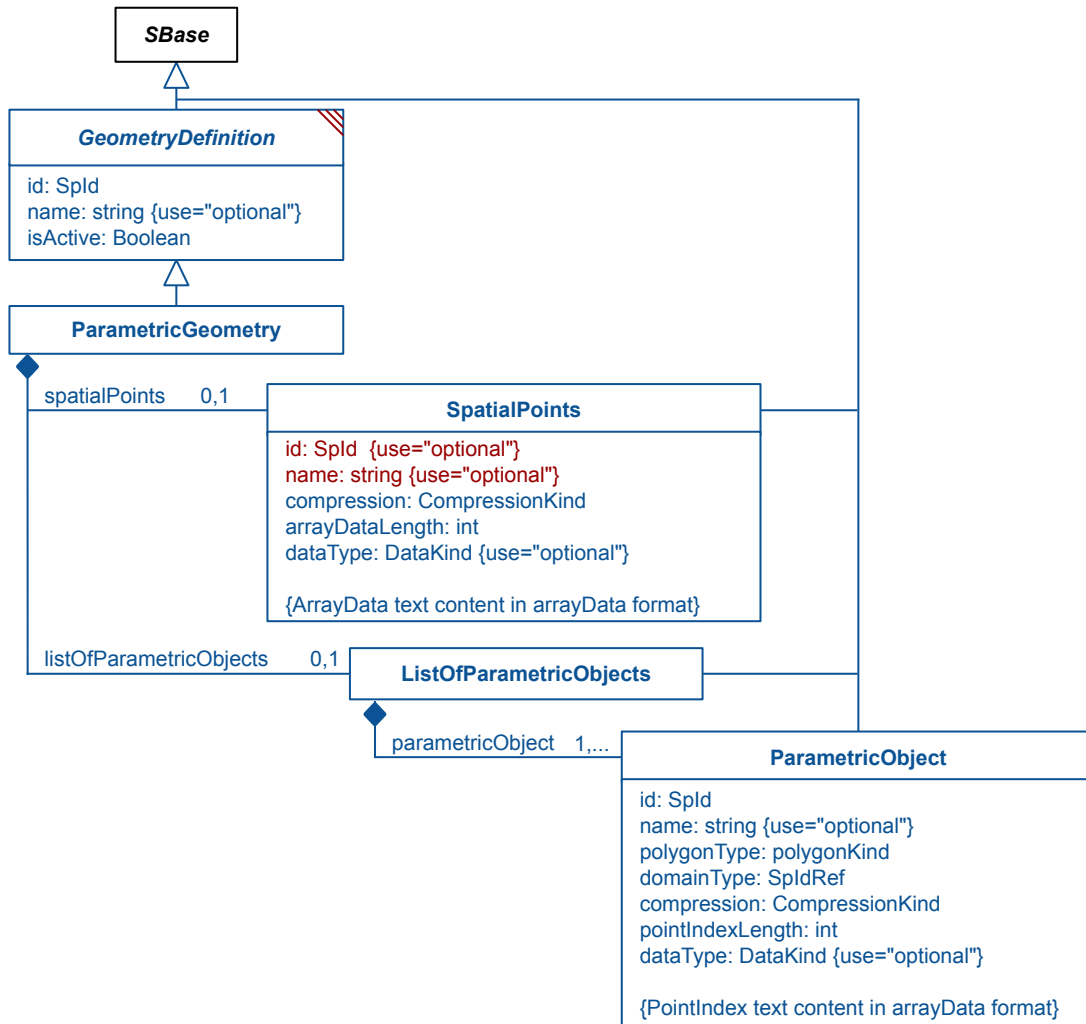 SBase
GeometryDefinition
id: SpId
name: string {use="optional"}
isActive: Boolean
ParametricGeometry
spatialPoints 0,1
SpatialPoints
id: SpId {use="optional"}
name: string {use="optional"}
compression: CompressionKind
arrayDataLength: int
dataType: DataKind {use="optional"}
{ArrayData text content in arrayData format}
listOfParametricObjects 0,1
ListOfParametricObjects
parametricObject 1,...
ParametricObject
id: SpId
name: string {use="optional"}
polygonType: polygonKind
domainType: SpIdRef
compression: CompressionKind
pointIndexLength: int
dataType: DataKind {use="optional"}
{PointIndex text content in arrayData format}